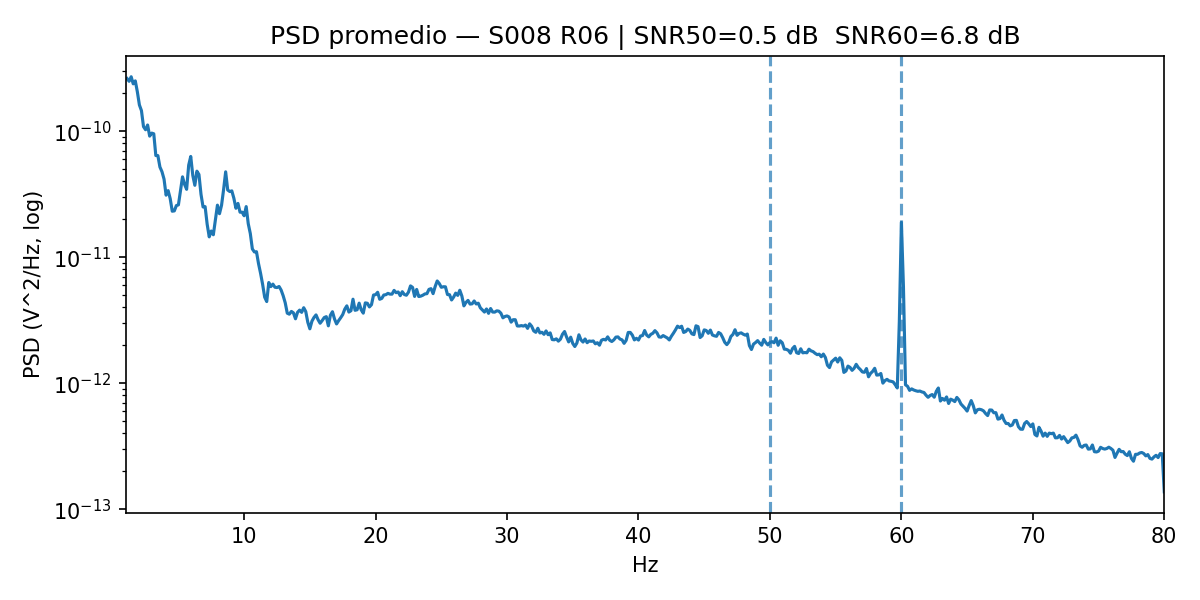 PSD promedio — S008 R06 | SNR50=0.5 dB  SNR60=6.8 dB
PSD (V^2/Hz, log)
10⁻¹⁰
10⁻¹¹
10⁻¹²
10⁻¹³
10 20 30 40 50 60 70 80
Hz